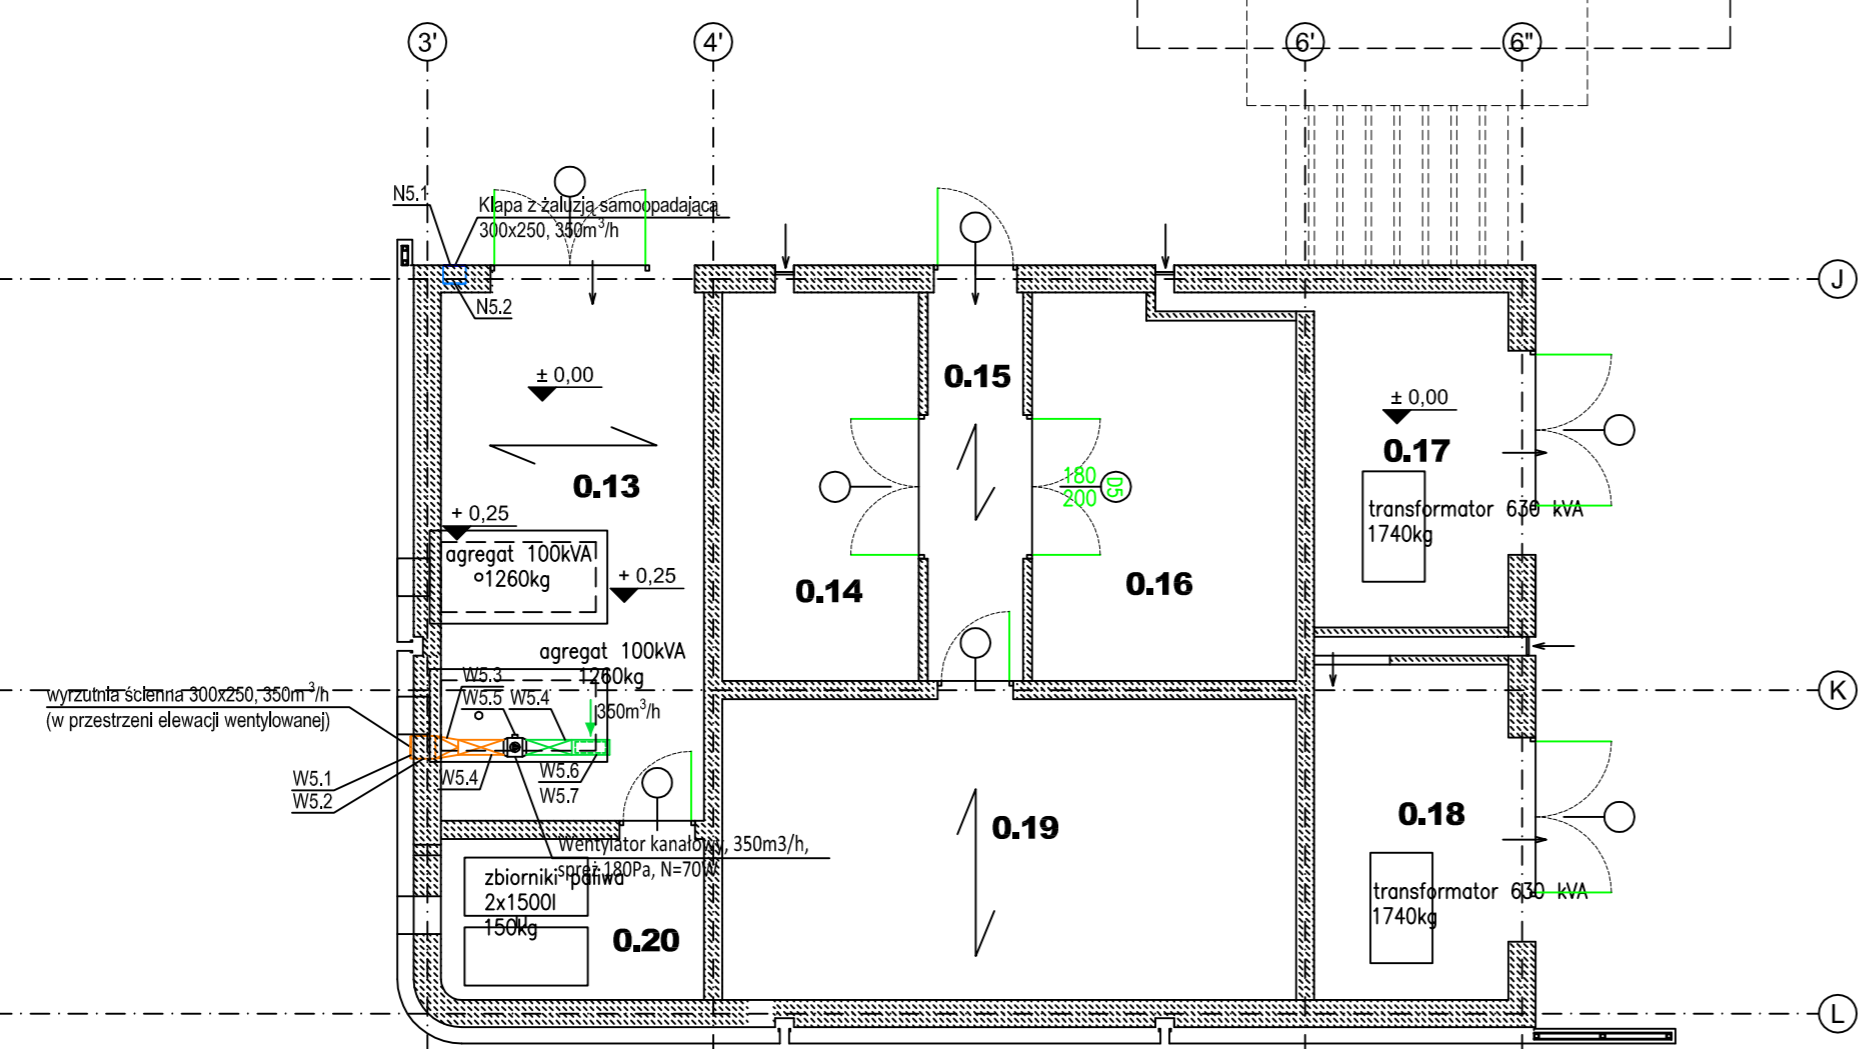 3'
4'
6'
6"
N5.1
Klapa z żaluzją samoopadającą
300x250, 350m³/h
J
N5.2
± 0,00
0.15
± 0,00
0.17
0.13
180
200
D5
+ 0,25
transformator 630 kVA
1740kg
agregat 100kVA
1260kg
+ 0,25
0.14
0.16
agregat 100kVA
1260kg
W5.3
W5.5
W5.4
350m³/h
K
wyrzutnia ścienna 300x250, 350m³/h
(w przestrzeni elewacji wentylowanej)
W5.1
W5.2
W5.4
W5.6
W5.7
0.18
0.19
Wentylator kanałowy, 350m3/h,
spręż 180Pa, N=70W
zbiorniki paliwa
2x1500l
150kg
0.20
transformator 630 kVA
1740kg
L